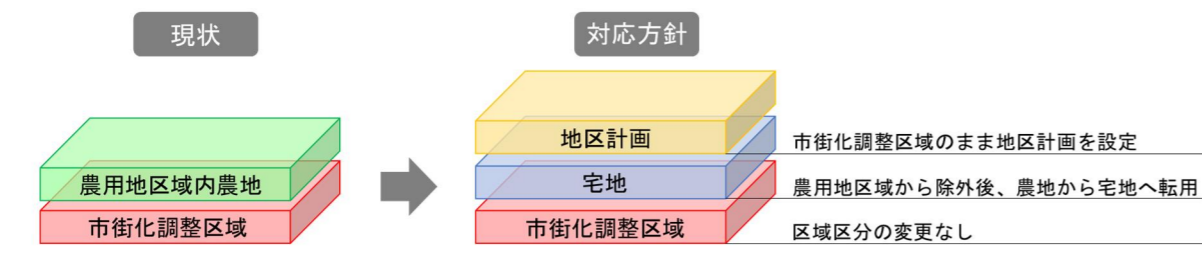 現状
農用地区域内農地
市街化調整区域
対応方針
地区計画
市街化調整区域のまま地区計画を設定
宅地
農用地区域から除外後、農地から宅地へ転用
市街化調整区域
区域区分の変更なし